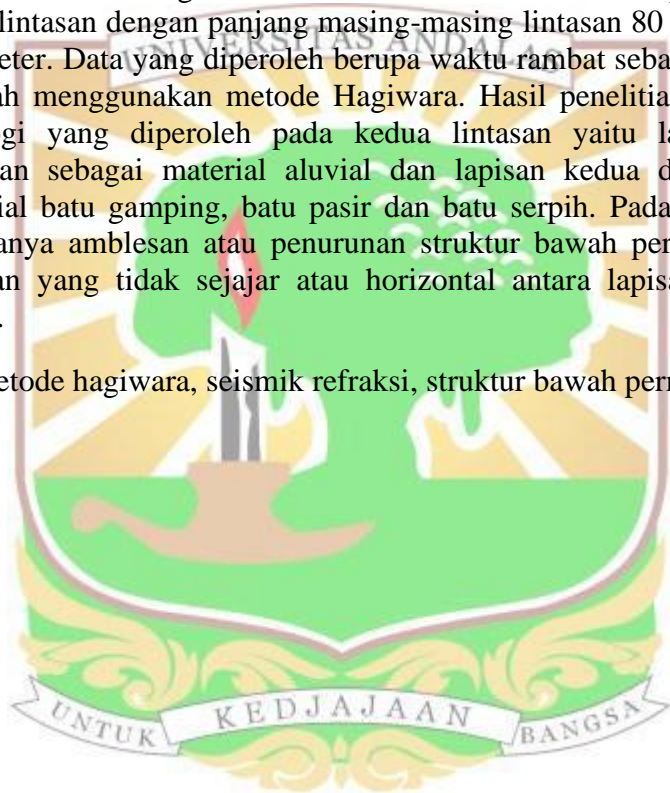 lintasan dengan panjang masing-masing lintasan 80
eter. Data yang diperoleh berupa waktu rambat seba
UNIVERSITAS ANDALAS
ah menggunakan metode Hagiwara. Hasil penelitia
gi yang diperoleh pada kedua lintasan yaitu la
an sebagai material aluvial dan lapisan kedua d
ial batu gamping, batu pasir dan batu serpih. Pada
anya amblesan atau penurunan struktur bawah per
an yang tidak sejajar atau horizontal antara lapisa
.
etode hagiwara, seismik refraksi, struktur bawah perm
UNTUK KEDJAJAAN BANGSA